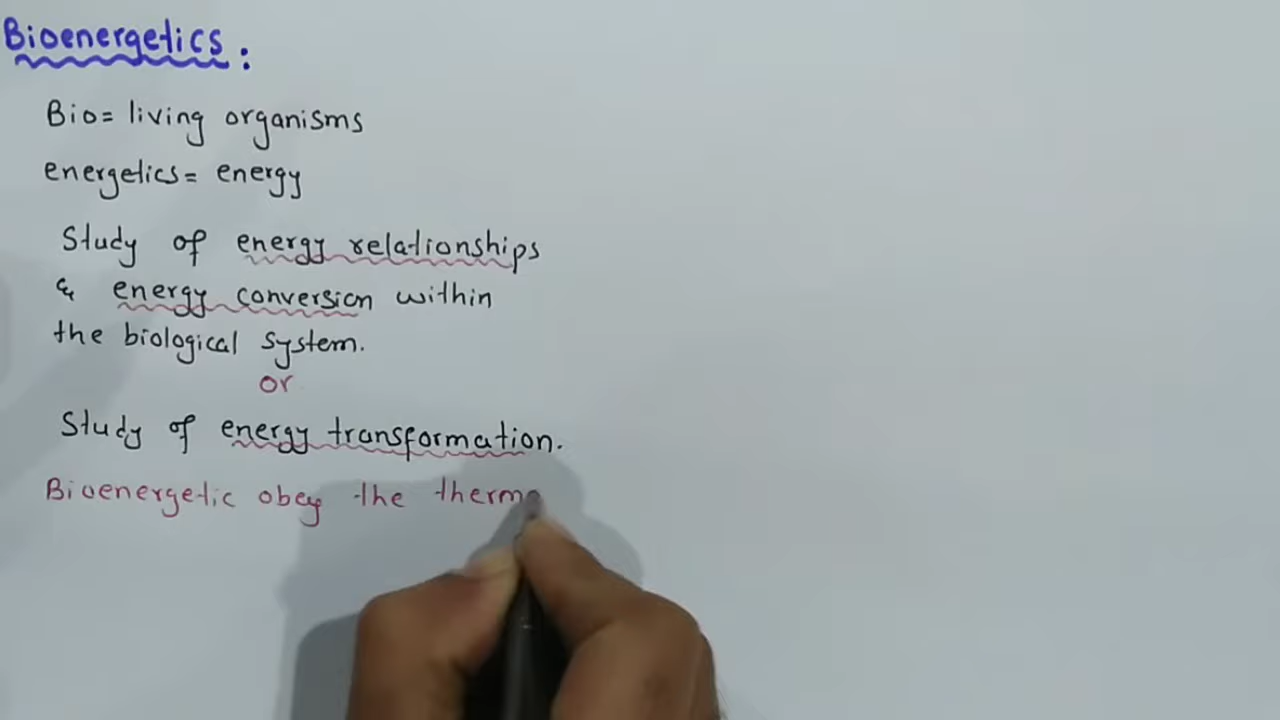 Bioenergetics :
Bio = living organisms
energetics = energy
Study of energy relationships
& energy conversion within
the biological system.
or
Study of energy transformation.
Bioenergetic obey the thermo